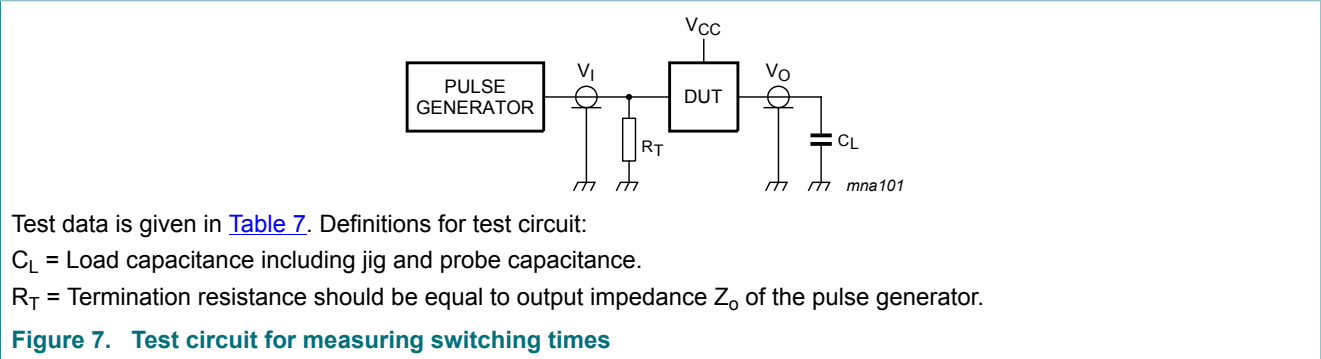 VCC
PULSE
GENERATOR
VI
DUT
VO
RT
CL
mna101
Test data is given in Table 7. Definitions for test circuit:
CL = Load capacitance including jig and probe capacitance.
RT = Termination resistance should be equal to output impedance Zo of the pulse generator.
Figure 7. Test circuit for measuring switching times